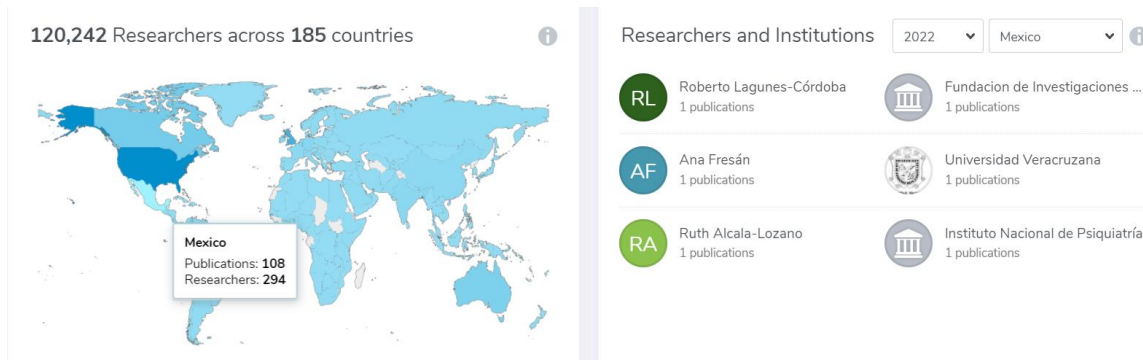 120,242 Researchers across 185 countries
Mexico
Publications: 108
Researchers: 294
Researchers and Institutions
2022
Mexico
RL
Roberto Lagunes-Córdoba
1 publications
Fundacion de Investigaciones ...
1 publications
AF
Ana Fresán
1 publications
Universidad Veracruzana
1 publications
RA
Ruth Alcala-Lozano
1 publications
Instituto Nacional de Psiquiatría
1 publications